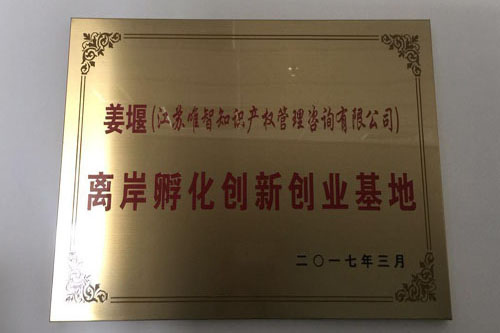 姜堰(江苏唯智知识产权管理咨询有限公司)
离岸孵化创新创业基地
二〇一七年三月